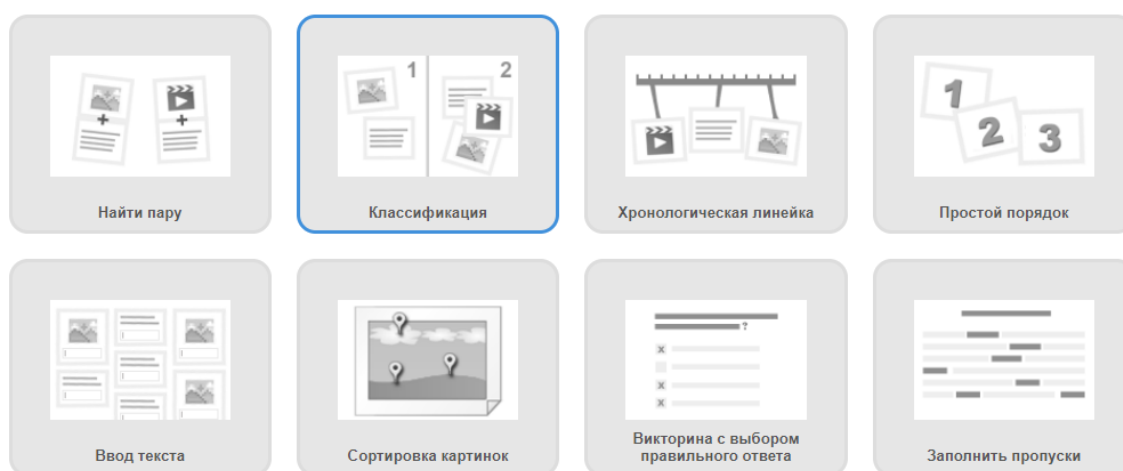 1
2
1
2
3
Найти пару
Классификация
Хронологическая линейка
Простой порядок
?
x
x
x
Ввод текста
Сортировка картинок
Викторина с выбором
правильного ответа
Заполнить пропуски